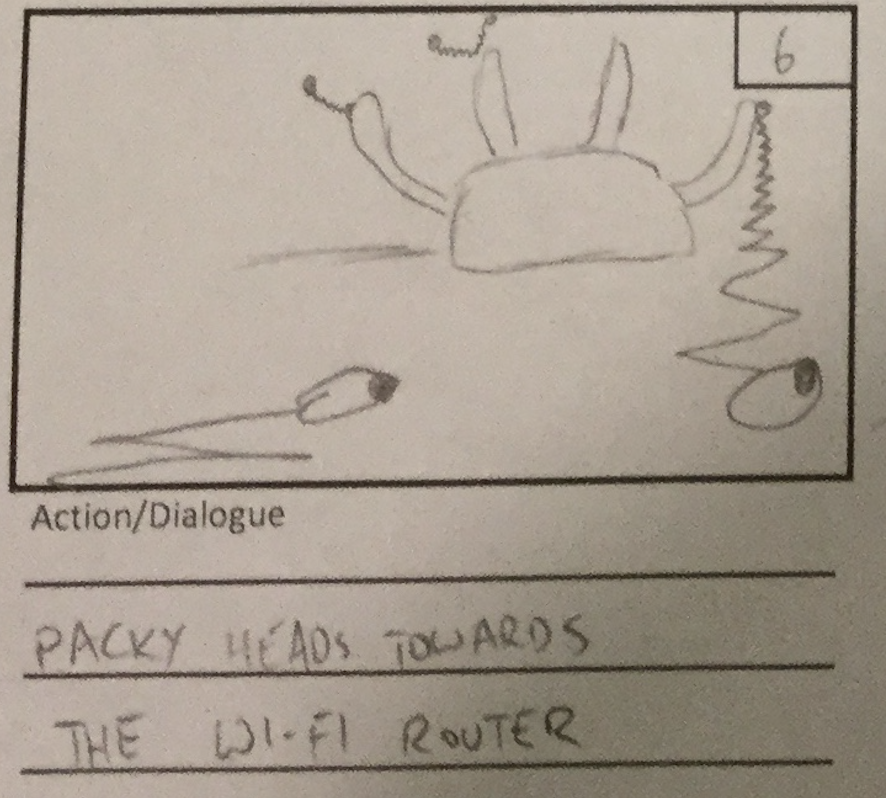 6
Action/Dialogue
PACKY HEADS TOWARDS
THE WI-FI ROUTER